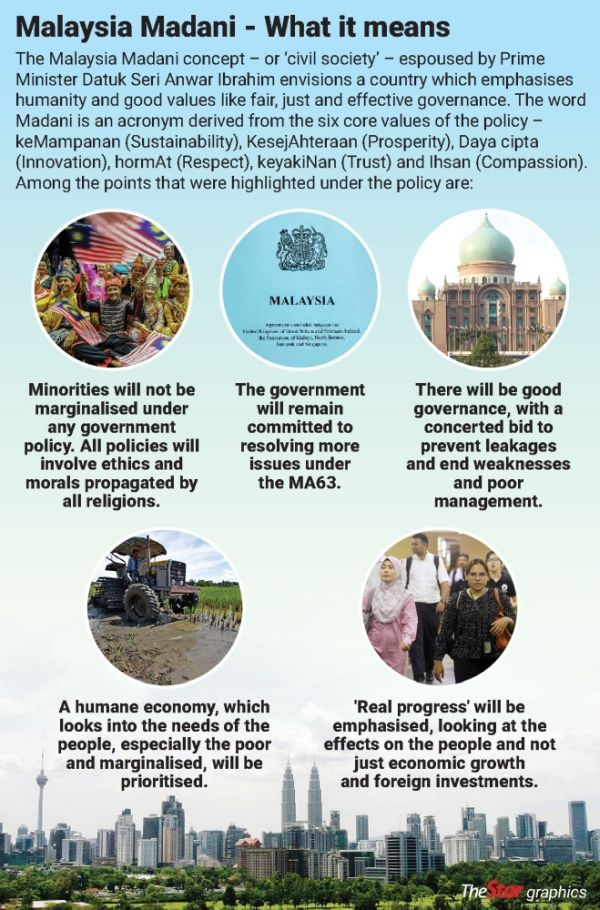 Malaysia Madani - What it means
The Malaysia Madani concept – or ‘civil society’ – espoused by Prime
Minister Datuk Seri Anwar Ibrahim envisions a country which emphasises
humanity and good values like fair, just and effective governance. The word
Madani is an acronym derived from the six core values of the policy –
keMampanan (Sustainability), KesejAhteraan (Prosperity), Daya cipta
(Innovation), hormAt (Respect), keyakiNan (Trust) and Ihsan (Compassion).
Among the points that were highlighted under the policy are:
MALAYSIA
Agreement concluded between the
United Kingdom of Great Britain and Northern Ireland,
the Federation of Malaya, North Borneo,
Sarawak and Singapore.
Minorities will not be
marginalised under
any government
policy. All policies will
involve ethics and
morals propagated by
all religions.
The government
will remain
committed to
resolving more
issues under
the MA63.
There will be good
governance, with a
concerted bid to
prevent leakages
and end weaknesses
and poor
management.
A humane economy, which
looks into the needs of the
people, especially the poor
and marginalised, will be
prioritised.
'Real progress' will be
emphasised, looking at the
effects on the people and not
just economic growth
and foreign investments.
TheStar graphics